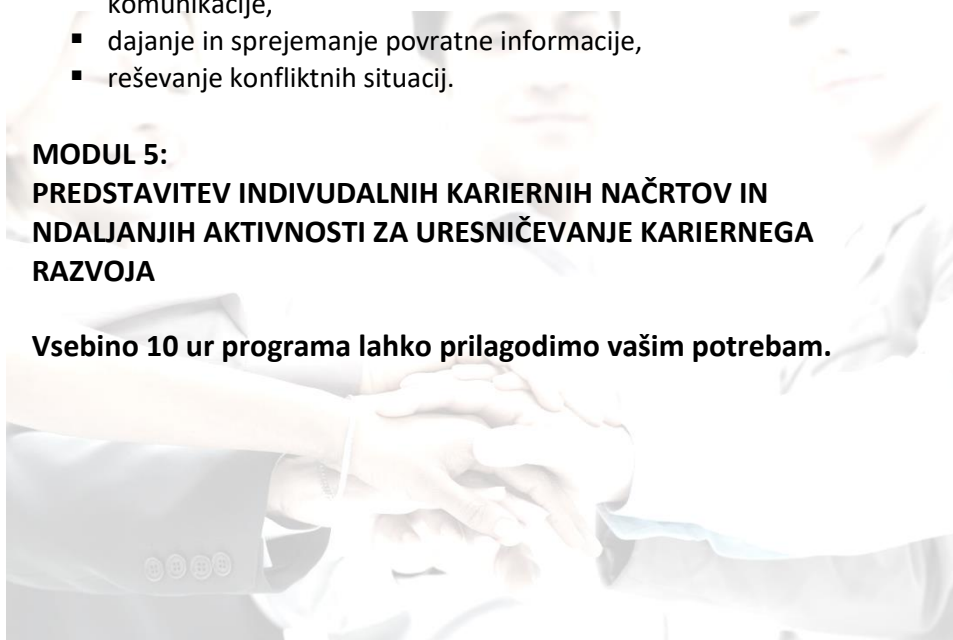 komunikacije,
▪ dajanje in sprejemanje povratne informacije,
▪ reševanje konfliktnih situacij.
MODUL 5:
PREDSTAVITEV INDIVUDALNIH KARIERNIH NAČRTOV IN
NDALJANJIH AKTIVNOSTI ZA URESNIČEVANJE KARIERNEGA
RAZVOJA
Vsebino 10 ur programa lahko prilagodimo vašim potrebam.